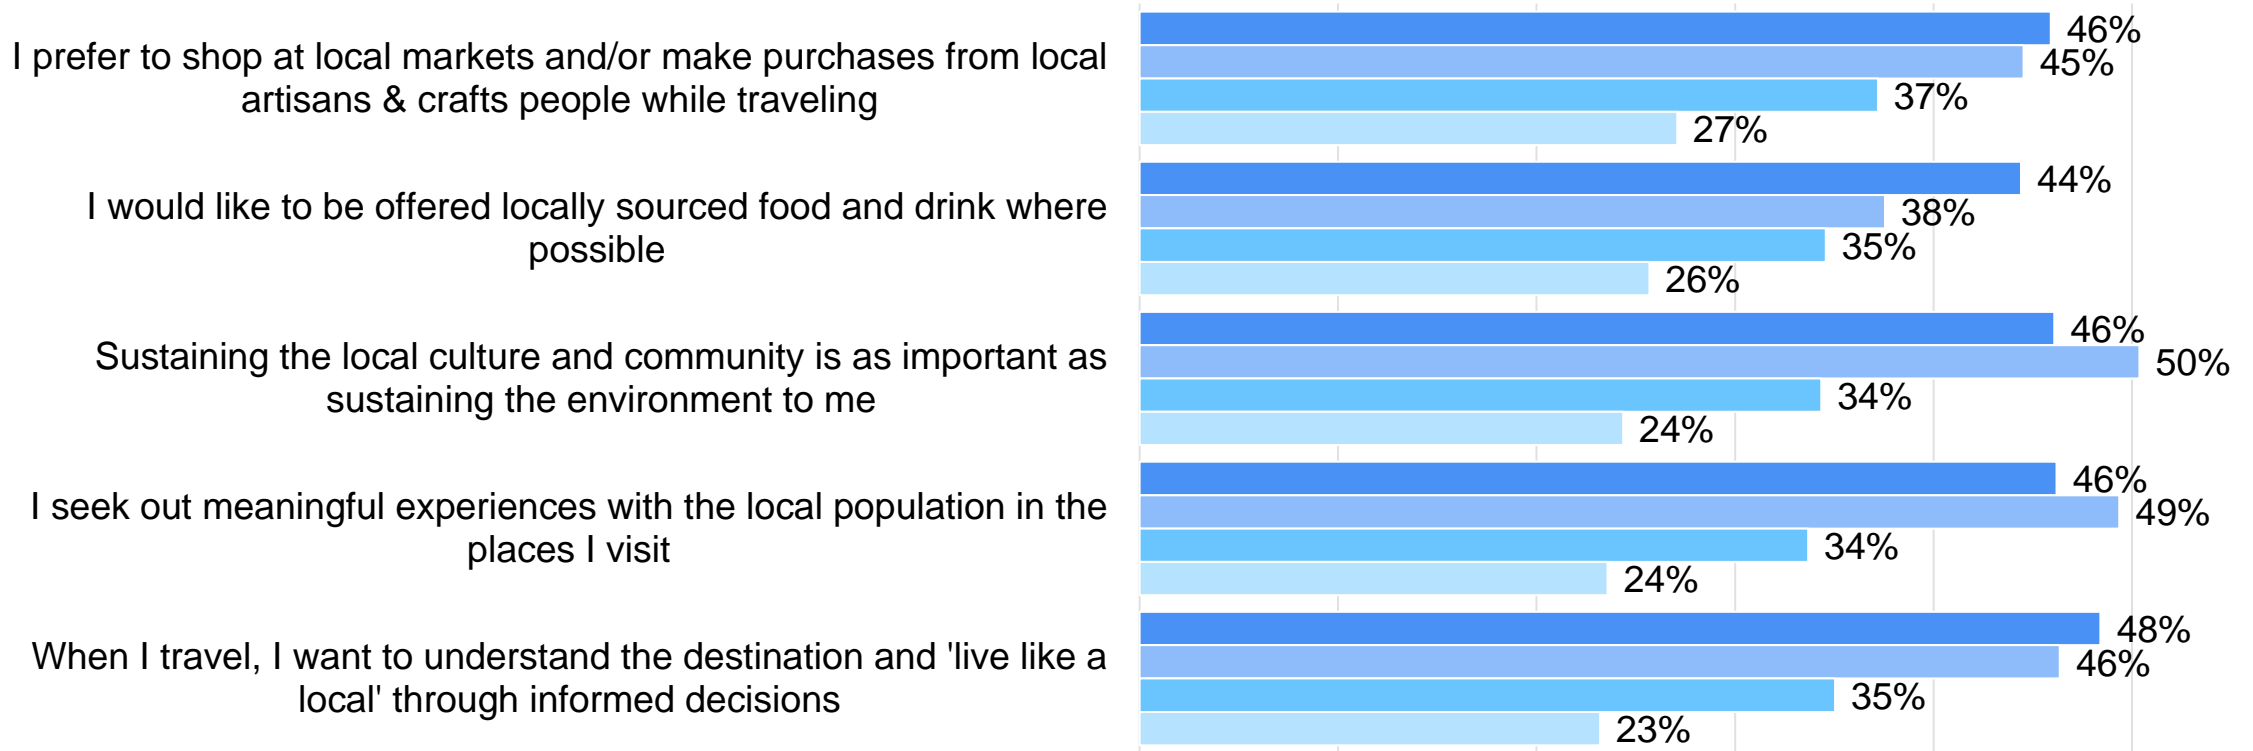 I prefer to shop at local markets and/or make purchases from local
artisans & crafts people while traveling
46%
45%
37%
27%
I would like to be offered locally sourced food and drink where
possible
44%
38%
35%
26%
Sustaining the local culture and community is as important as
sustaining the environment to me
46%
50%
34%
24%
I seek out meaningful experiences with the local population in the
places I visit
46%
49%
34%
24%
When I travel, I want to understand the destination and 'live like a
local' through informed decisions
48%
46%
35%
23%